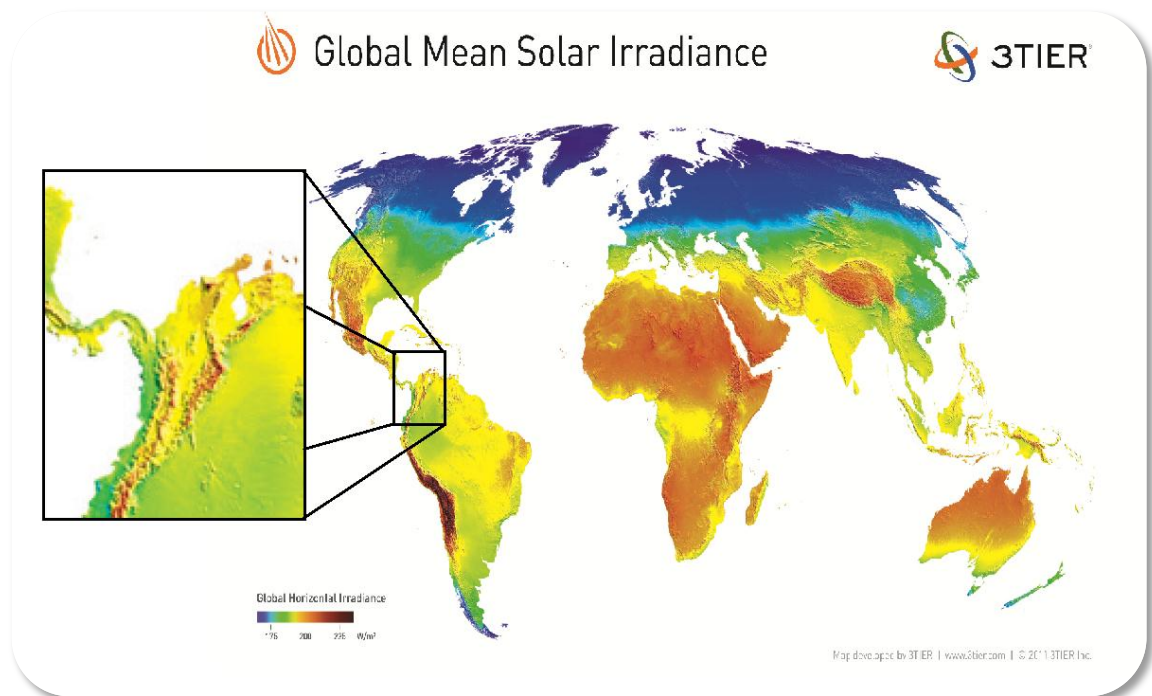 Global Mean Solar Irradiance
3TIER
Global Horizontal Irradiance
175 200 225 W/m²
Map developed by 3TIER | www.3tier.com | © 2011 3TIER Inc.